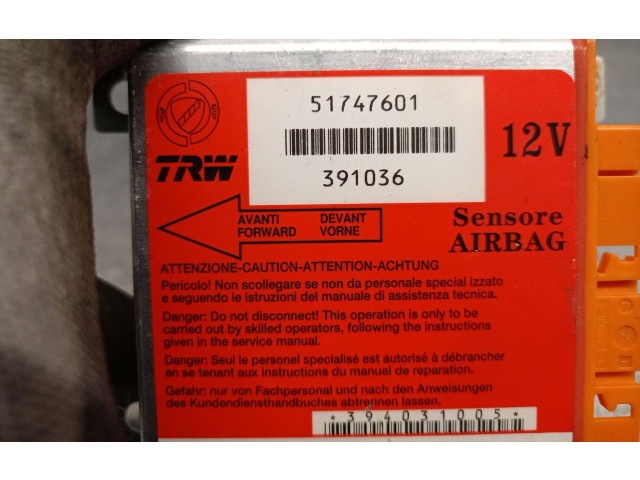 51747601
12V
391036
TRW
AVANTI DEVANT
FORWARD VORNE
Sensore
AIRBAG
ATTENZIONE-CAUTION-ATTENTION-ACHTUNG
Pericolo! Non scollegare se non da personale special izzato
e seguendo le istruzioni del manuale di assistenza tecnica.
Danger: Do not disconnect! This operation is only to be
carried out by skilled operators, following the instructions
given in the service manual.
Danger: Seul le personel specialisé est autorisé à débrancher
en se tenant aux instructions du manuel de reparation.
Gefahr: nur von Fachpersonal und nach den Anweisungen
des Kundendiensthandbuches abtrennen lassen.
*394031005*